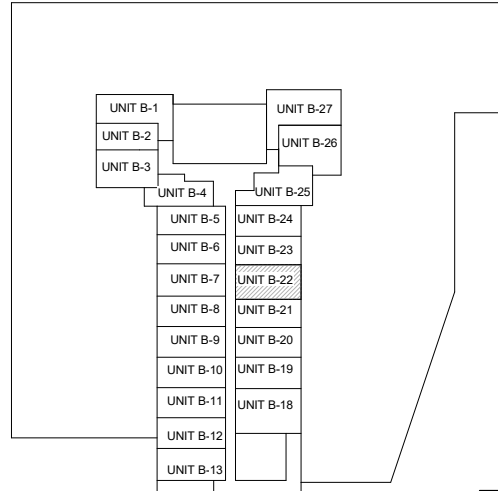 UNIT B-1
UNIT B-2
UNIT B-3
UNIT B-4
UNIT B-5
UNIT B-6
UNIT B-7
UNIT B-8
UNIT B-9
UNIT B-10
UNIT B-11
UNIT B-12
UNIT B-13
UNIT B-27
UNIT B-26
UNIT B-25
UNIT B-24
UNIT B-23
UNIT B-22
UNIT B-21
UNIT B-20
UNIT B-19
UNIT B-18